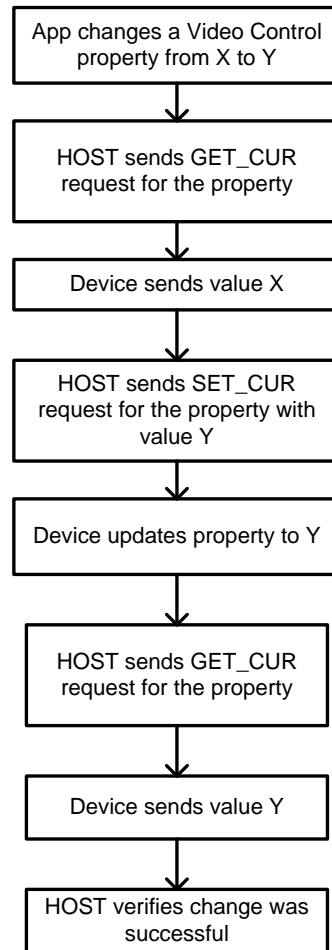 App changes a Video Control
property from X to Y
HOST sends GET_CUR
request for the property
Device sends value X
HOST sends SET_CUR
request for the property with
value Y
Device updates property to Y
HOST sends GET_CUR
request for the property
Device sends value Y
HOST verifies change was
successful